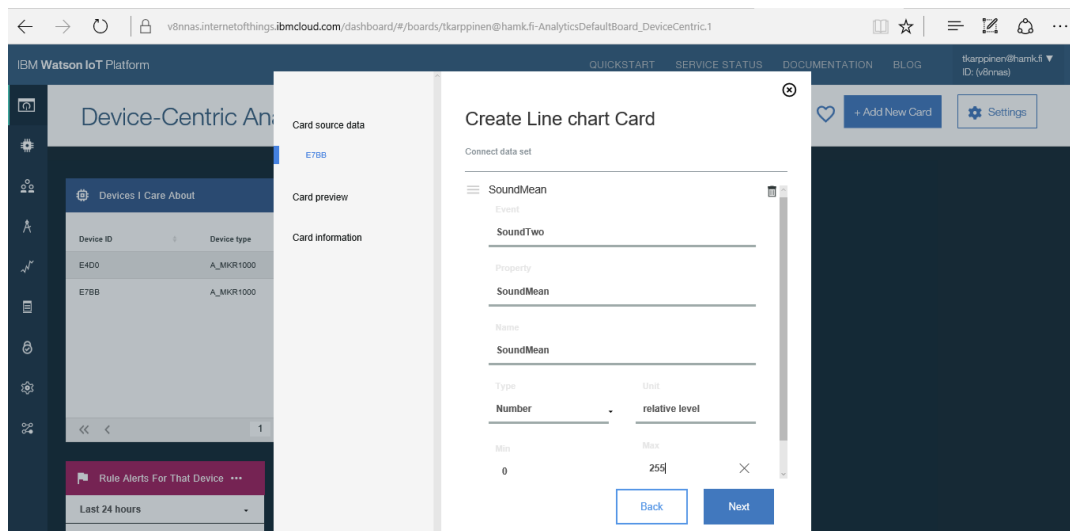 v8nnas.internetofthings.ibmcloud.com/dashboard/#/boards/tkarppinen@hamk.fi-AnalyticsDefaultBoard_DeviceCentric.1
IBM Watson IoT Platform
QUICKSTART SERVICE STATUS DOCUMENTATION BLOG
tkarppinen@hamk.fi
ID: (v8nnas)
Device-Centric An
+ Add New Card
Settings
Devices I Care About
Device ID Device type
E4D0 A_MKR1000
E7BB A_MKR1000
1
Rule Alerts For That Device
Last 24 hours
Card source data
E7BB
Card preview
Card information
Create Line chart Card
Connect data set
SoundMean
Event
SoundTwo
Property
SoundMean
Name
SoundMean
Type Unit
Number relative level
Min Max
0 255
Back Next